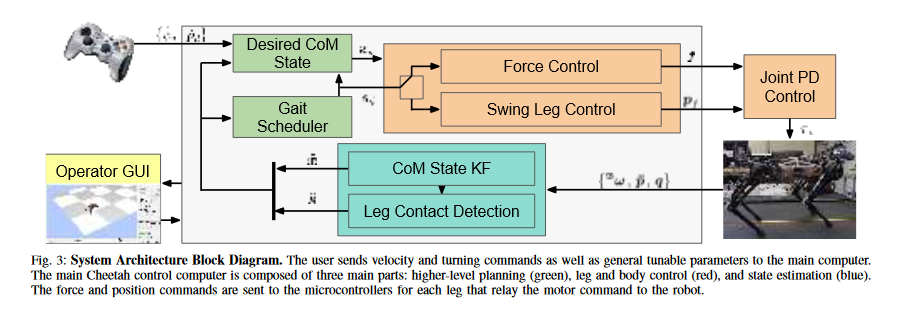 Desired CoM
State
Gait
Scheduler
Force Control
Swing Leg Control
Joint PD
Control
Operator GUI
CoM State KF
Leg Contact Detection
Fig. 3: System Architecture Block Diagram. The user sends velocity and turning commands as well as general tunable parameters to the main computer.
The main Cheetah control computer is composed of three main parts: higher-level planning (green), leg and body control (red), and state estimation (blue).
The force and position commands are sent to the microcontrollers for each leg that relay the motor command to the robot.